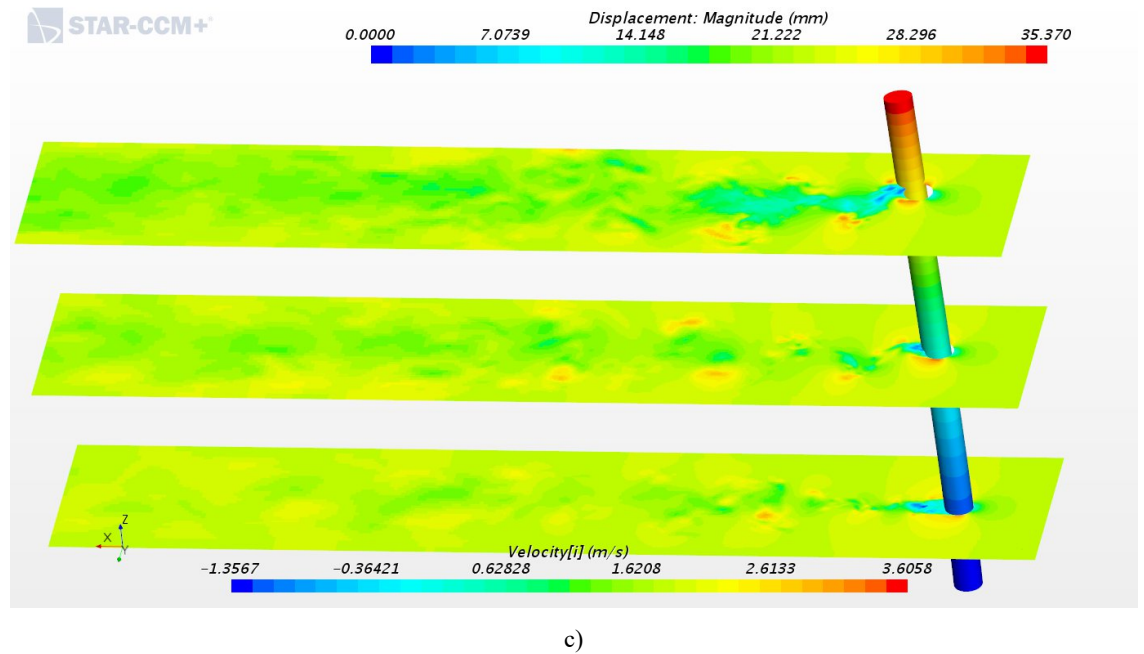 STAR-CCM+
Displacement: Magnitude (mm)
0.0000 7.0739 14.148 21.222 28.296 35.370
Z
X
Y
Velocity[i] (m/s)
-1.3567 -0.36421 0.62828 1.6208 2.6133 3.6058
c)